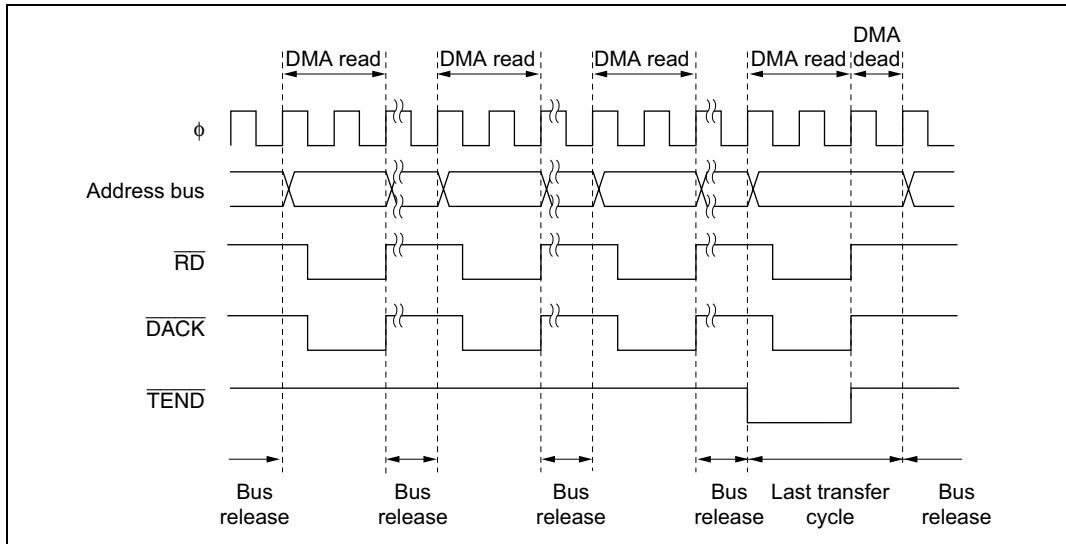 DMA
DMA read DMA read DMA read DMA read dead
ϕ
Address bus
RD
DACK
TEND
Bus release Bus release Bus release Bus release Last transfer cycle Bus release